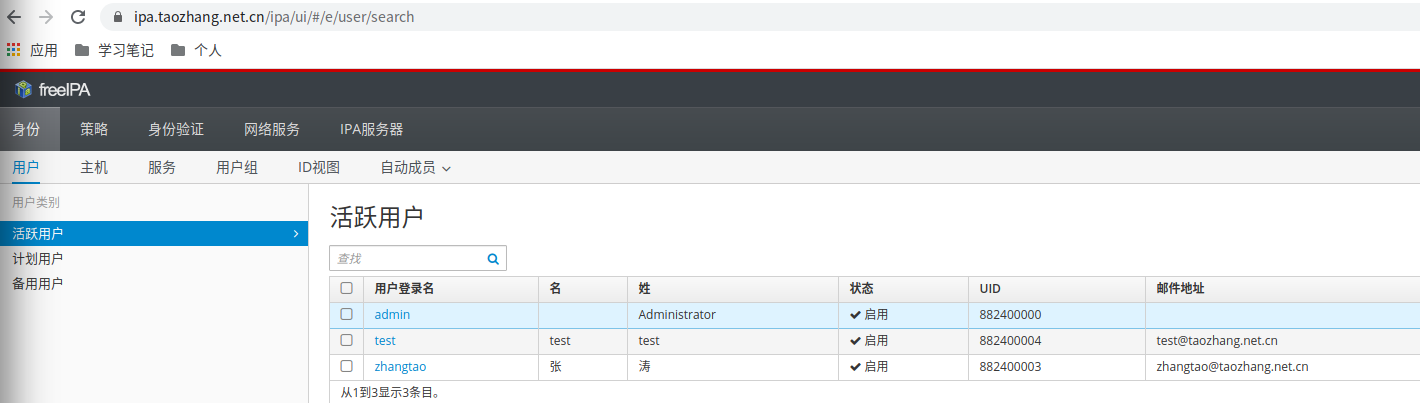 ipa.taozhang.net.cn/ipa/ui/#/e/user/search
应用 学习笔记 个人
freeIPA
身份 策略 身份验证 网络服务 IPA服务器
用户 主机 服务 用户组 ID视图 自动成员
用户类别
活跃用户
计划用户
备用用户
活跃用户
查找
用户登录名 名 姓 状态 UID 邮件地址
admin Administrator 启用 882400000
test test test 启用 882400004 test@taozhang.net.cn
zhangtao 张 涛 启用 882400003 zhangtao@taozhang.net.cn
从1到3显示3条目。